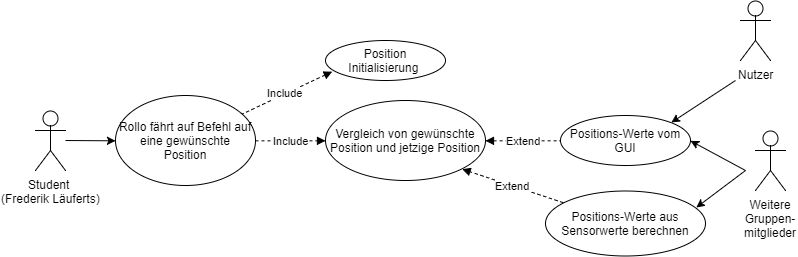 Position
Initialisierung
Include
Rollo fährt auf Befehl auf
eine gewünschte
Position
Include
Vergleich von gewünschte
Position und jetzige Position
Extend
Extend
Positions-Werte vom
GUI
Positions-Werte aus
Sensorwerte berechnen
Student
(Frederik Läuferts)
Nutzer
Weitere
Gruppen-
mitglieder